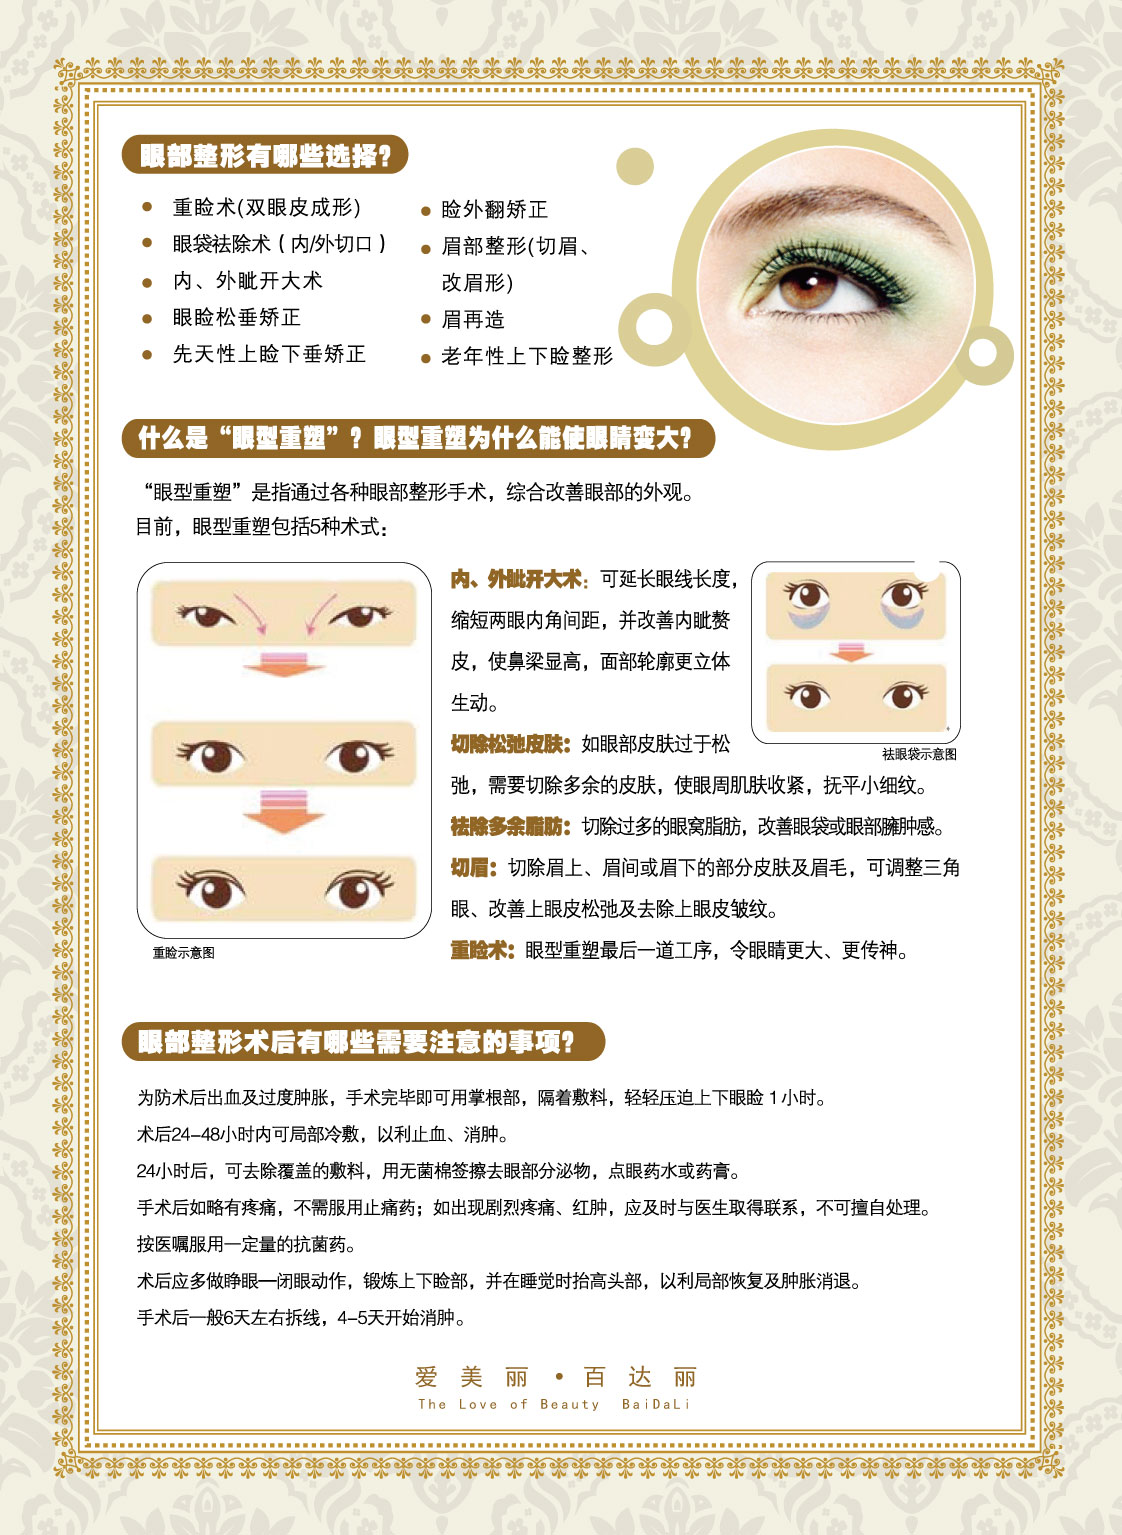 眼部整形有哪些选择？
重睑术(双眼皮成形)
眼袋祛除术（内/外切口）
内、外眦开大术
眼睑松垂矫正
先天性上睑下垂矫正
睑外翻矫正
眉部整形(切眉、
改眉形)
眉再造
老年性上下睑整形
什么是“眼型重塑”？眼型重塑为什么能使眼睛变大？
“眼型重塑”是指通过各种眼部整形手术，综合改善眼部的外观。
目前，眼型重塑包括5种术式：
内、外眦开大术：可延长眼线长度，
缩短两眼内角间距，并改善内眦赘
皮，使鼻梁显高，面部轮廓更立体
生动。
切除松弛皮肤：如眼部皮肤过于松
弛，需要切除多余的皮肤，使眼周肌肤收紧，抚平小细纹。
祛除多余脂肪：切除过多的眼窝脂肪，改善眼袋或眼部臃肿感。
切眉：切除眉上、眉间或眉下的部分皮肤及眉毛，可调整三角
眼、改善上眼皮松弛及去除上眼皮皱纹。
重睑术：眼型重塑最后一道工序，令眼睛更大、更传神。
祛眼袋示意图
重睑示意图
眼部整形术后有哪些需要注意的事项？
为防术后出血及过度肿胀，手术完毕即可用掌根部，隔着敷料，轻轻压迫上下眼睑1小时。
术后24-48小时内可局部冷敷，以利止血、消肿。
24小时后，可去除覆盖的敷料，用无菌棉签擦去眼部分泌物，点眼药水或药膏。
手术后如略有疼痛，不需服用止痛药；如出现剧烈疼痛、红肿，应及时与医生取得联系，不可擅自处理。
按医嘱服用一定量的抗菌药。
术后应多做睁眼—闭眼动作，锻炼上下睑部，并在睡觉时抬高头部，以利局部恢复及肿胀消退。
手术后一般6天左右拆线，4-5天开始消肿。
爱美丽·百达丽
The Love of Beauty BaiDaLi